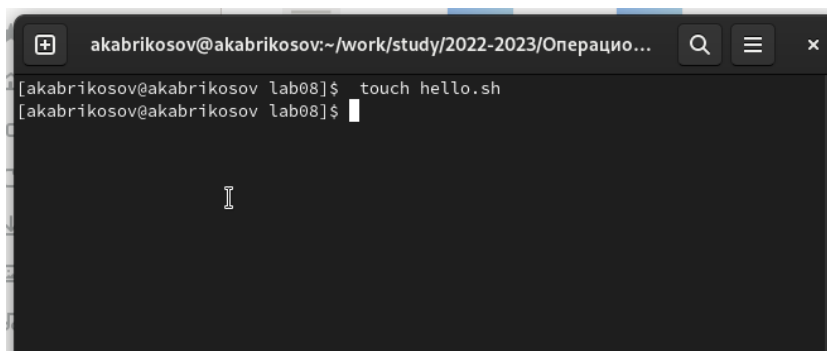 akabrikosov@akabrikosov:~/work/study/2022-2023/Операцио...
[akabrikosov@akabrikosov lab08]$  touch hello.sh
[akabrikosov@akabrikosov lab08]$